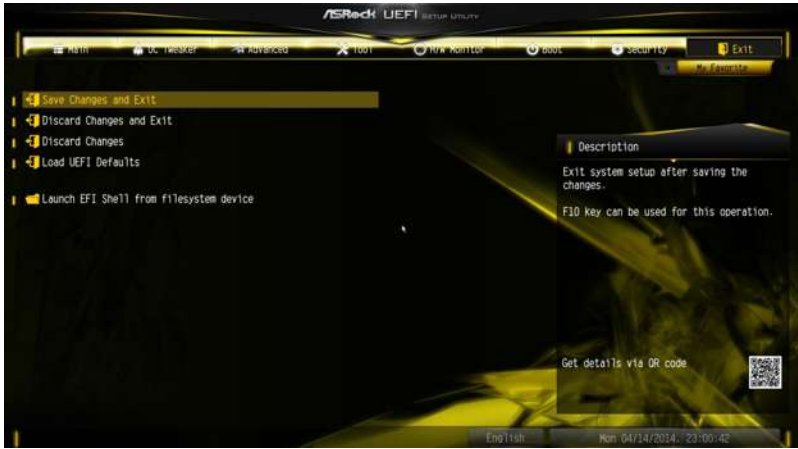 ASRock UEFI SETUP UTILITY
Main OC Tweaker Advanced Tool H/W Monitor Boot Security Exit
My Favorite
Save Changes and Exit
Discard Changes and Exit
Discard Changes
Load UEFI Defaults
Launch EFI Shell from filesystem device
Description
Exit system setup after saving the
changes.
F10 key can be used for this operation.
Get details via QR code
English Mon 04/14/2014. 23:00:42